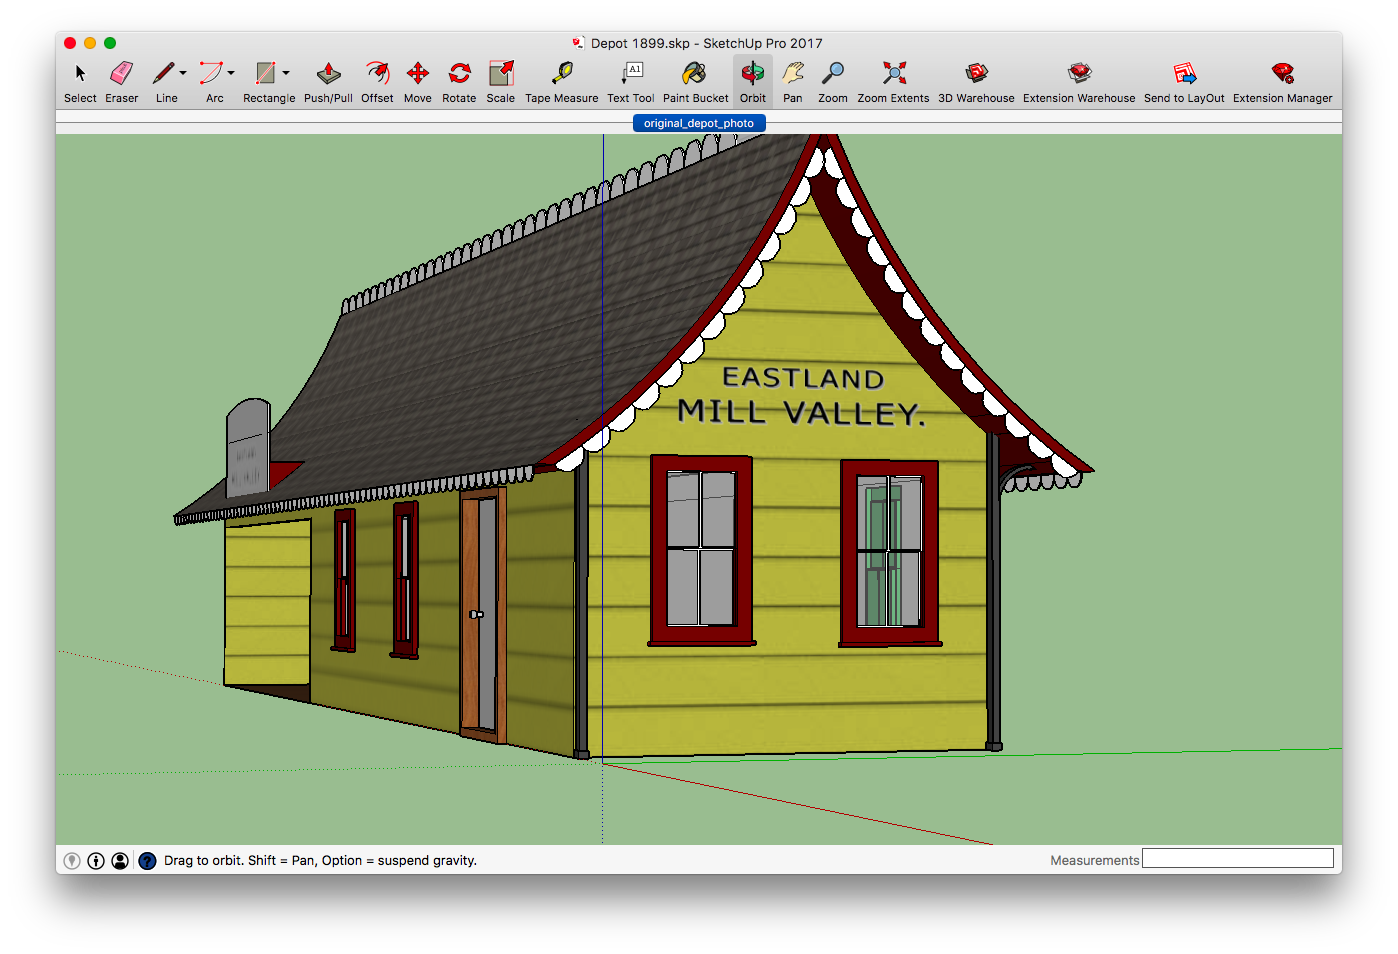 Depot 1899.skp - SketchUp Pro 2017
Select Eraser Line Arc Rectangle Push/Pull Offset Move Rotate Scale Tape Measure Text Tool Paint Bucket Orbit Pan Zoom Zoom Extents 3D Warehouse Extension Warehouse Send to LayOut Extension Manager
A1
original_depot_photo
EASTLAND
MILL VALLEY.
Drag to orbit. Shift = Pan, Option = suspend gravity.
Measurements